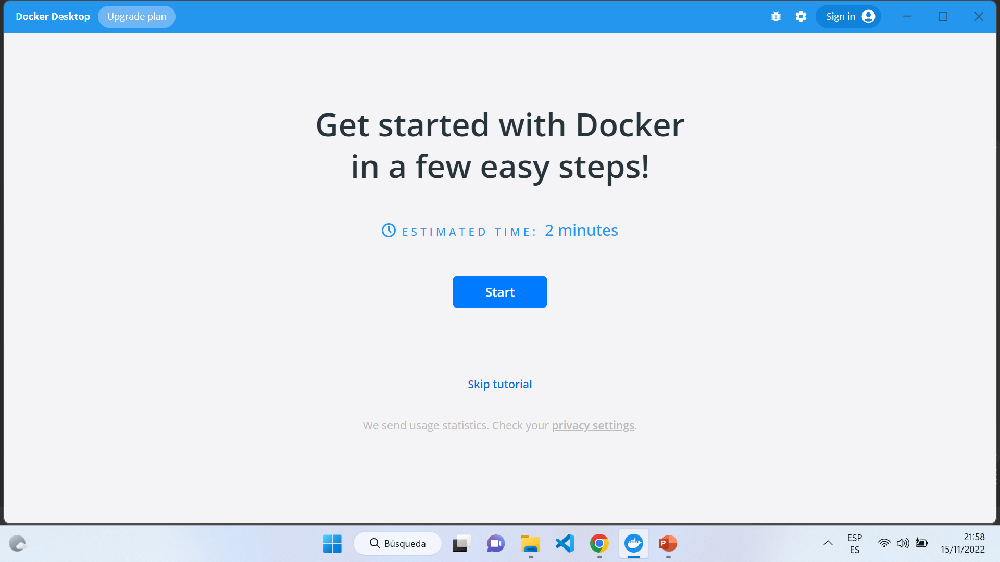 Docker Desktop
Upgrade plan
Sign in
Get started with Docker
in a few easy steps!
ESTIMATED TIME: 2 minutes
Start
Skip tutorial
We send usage statistics. Check your privacy settings.
Búsqueda
P
ESP
ES
21:58
15/11/2022